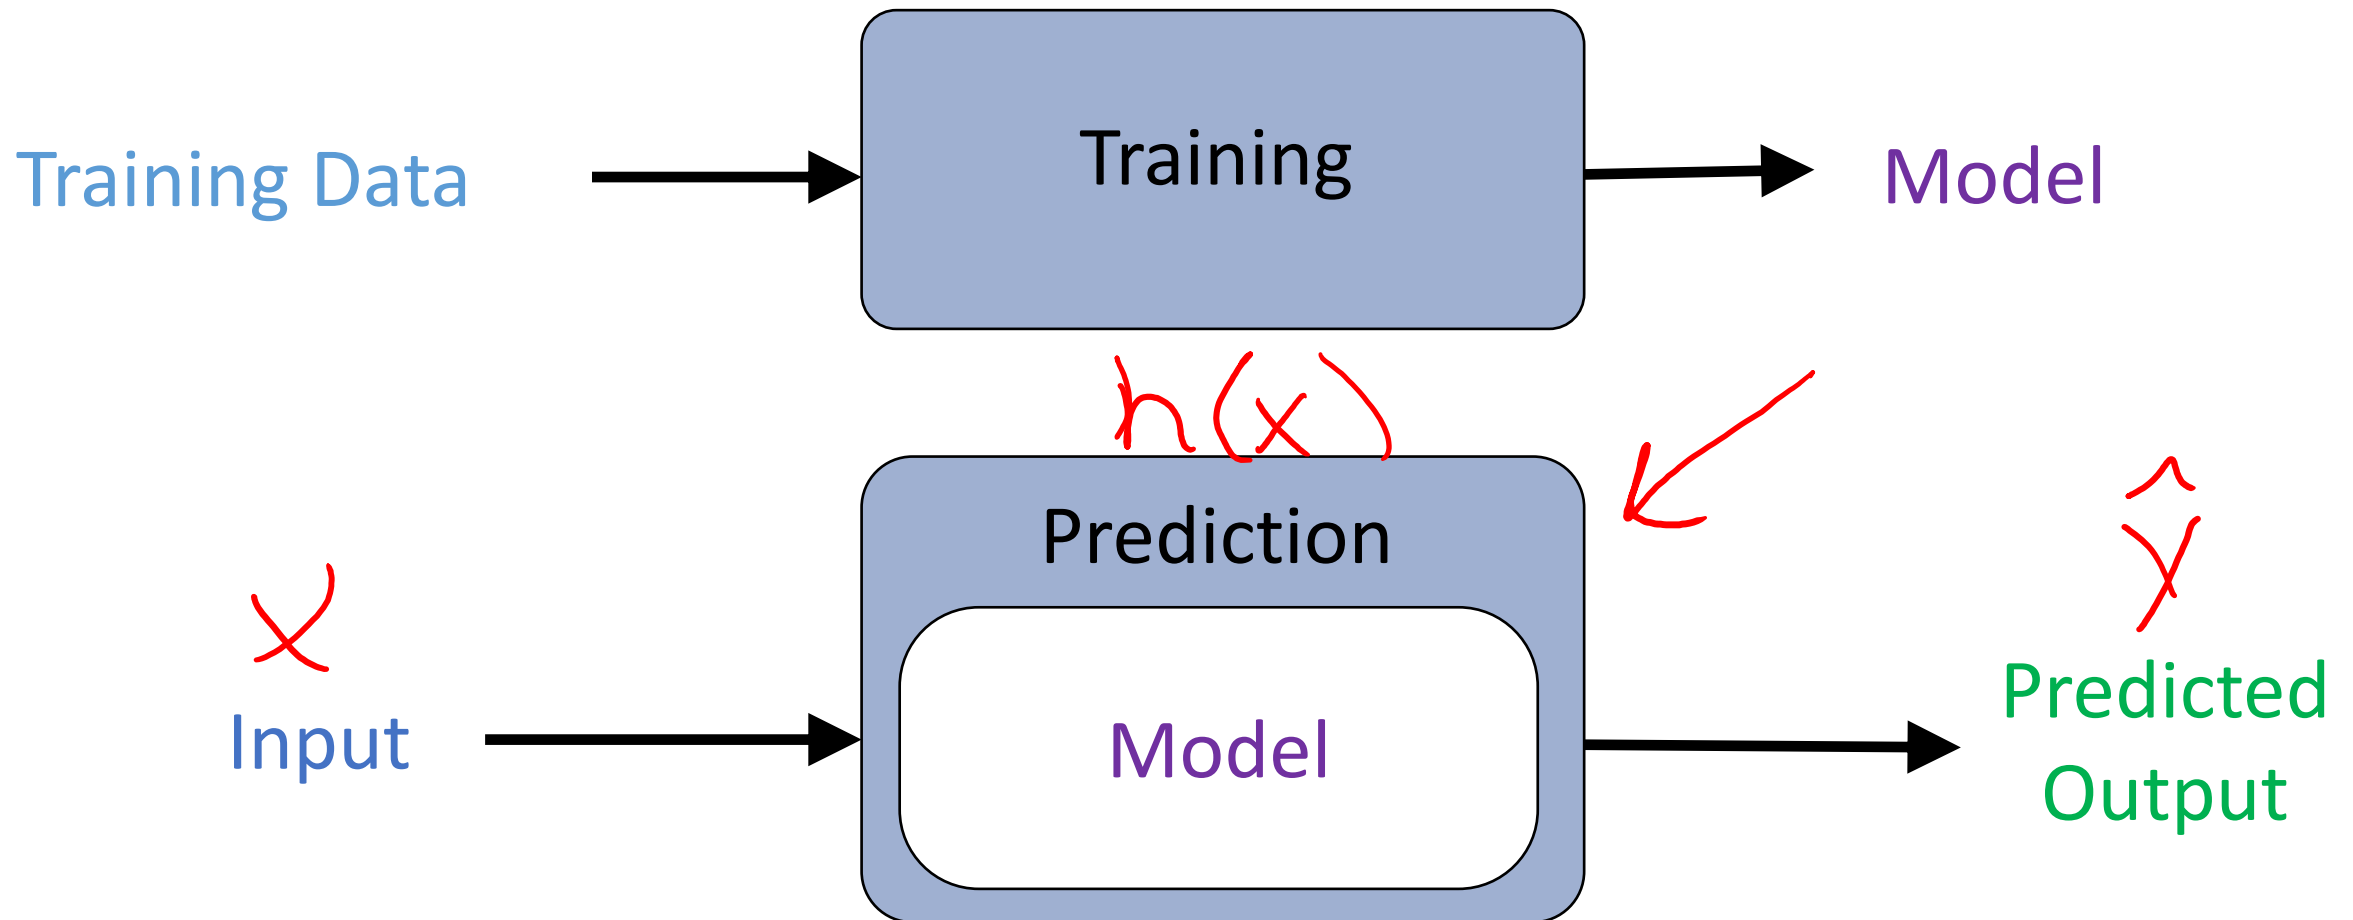 Training Data
Training
Model
h(x)
Prediction
x
ŷ
Input
Model
Predicted
Output